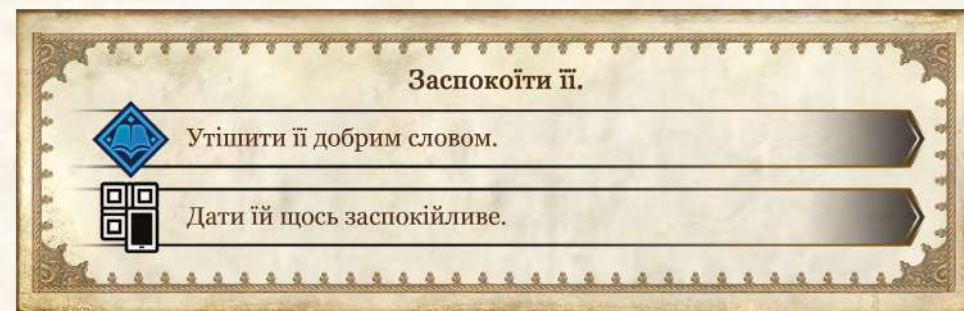 Заспокоїти її.
Утішити її добрим словом.
Дати їй щось заспокійливе.